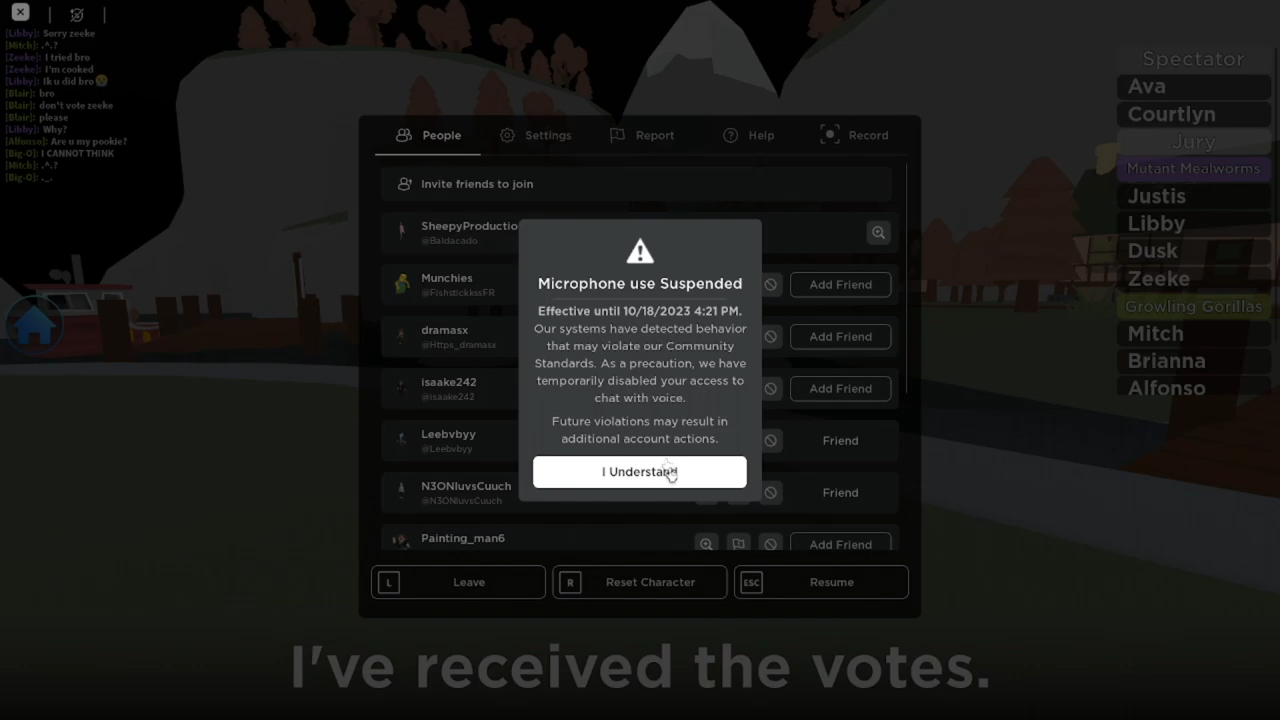 [Libby]: Sorry zeeke
[Mitch]: .^.?
[Zeeke]: I tried bro
[Zeeke]: I'm cooked
[Libby]: Ik u did bro😢
[Blair]: bro
[Blair]: don't vote zeeke
[Blair]: please
[Libby]: Why?
[Alfonso]: Are u my pookie?
[Big-O]: I CANNOT THINK
[Mitch]: .^.?
[Big-O]: ._.
People
Settings
Report
Help
Record
Invite friends to join
SheepyProductio
@Baldacado
Munchies
@FishstickkssFR
Add Friend
dramasx
@Https_dramasx
Add Friend
isaake242
@isaake242
Add Friend
Leebvbyy
@Leebvbyy
Friend
N3ONluvsCuuch
@N3ONluvsCuuch
Friend
Painting_man6
Add Friend
Microphone use Suspended
Effective until 10/18/2023 4:21 PM.
Our systems have detected behavior
that may violate our Community
Standards. As a precaution, we have
temporarily disabled your access to
chat with voice.
Future violations may result in
additional account actions.
I Understand
L Leave
R Reset Character
ESC Resume
Spectator
Ava
Courtlyn
Jury
Mutant Mealworms
Justis
Libby
Dusk
Zeeke
Growling Gorillas
Mitch
Brianna
Alfonso
I've received the votes.